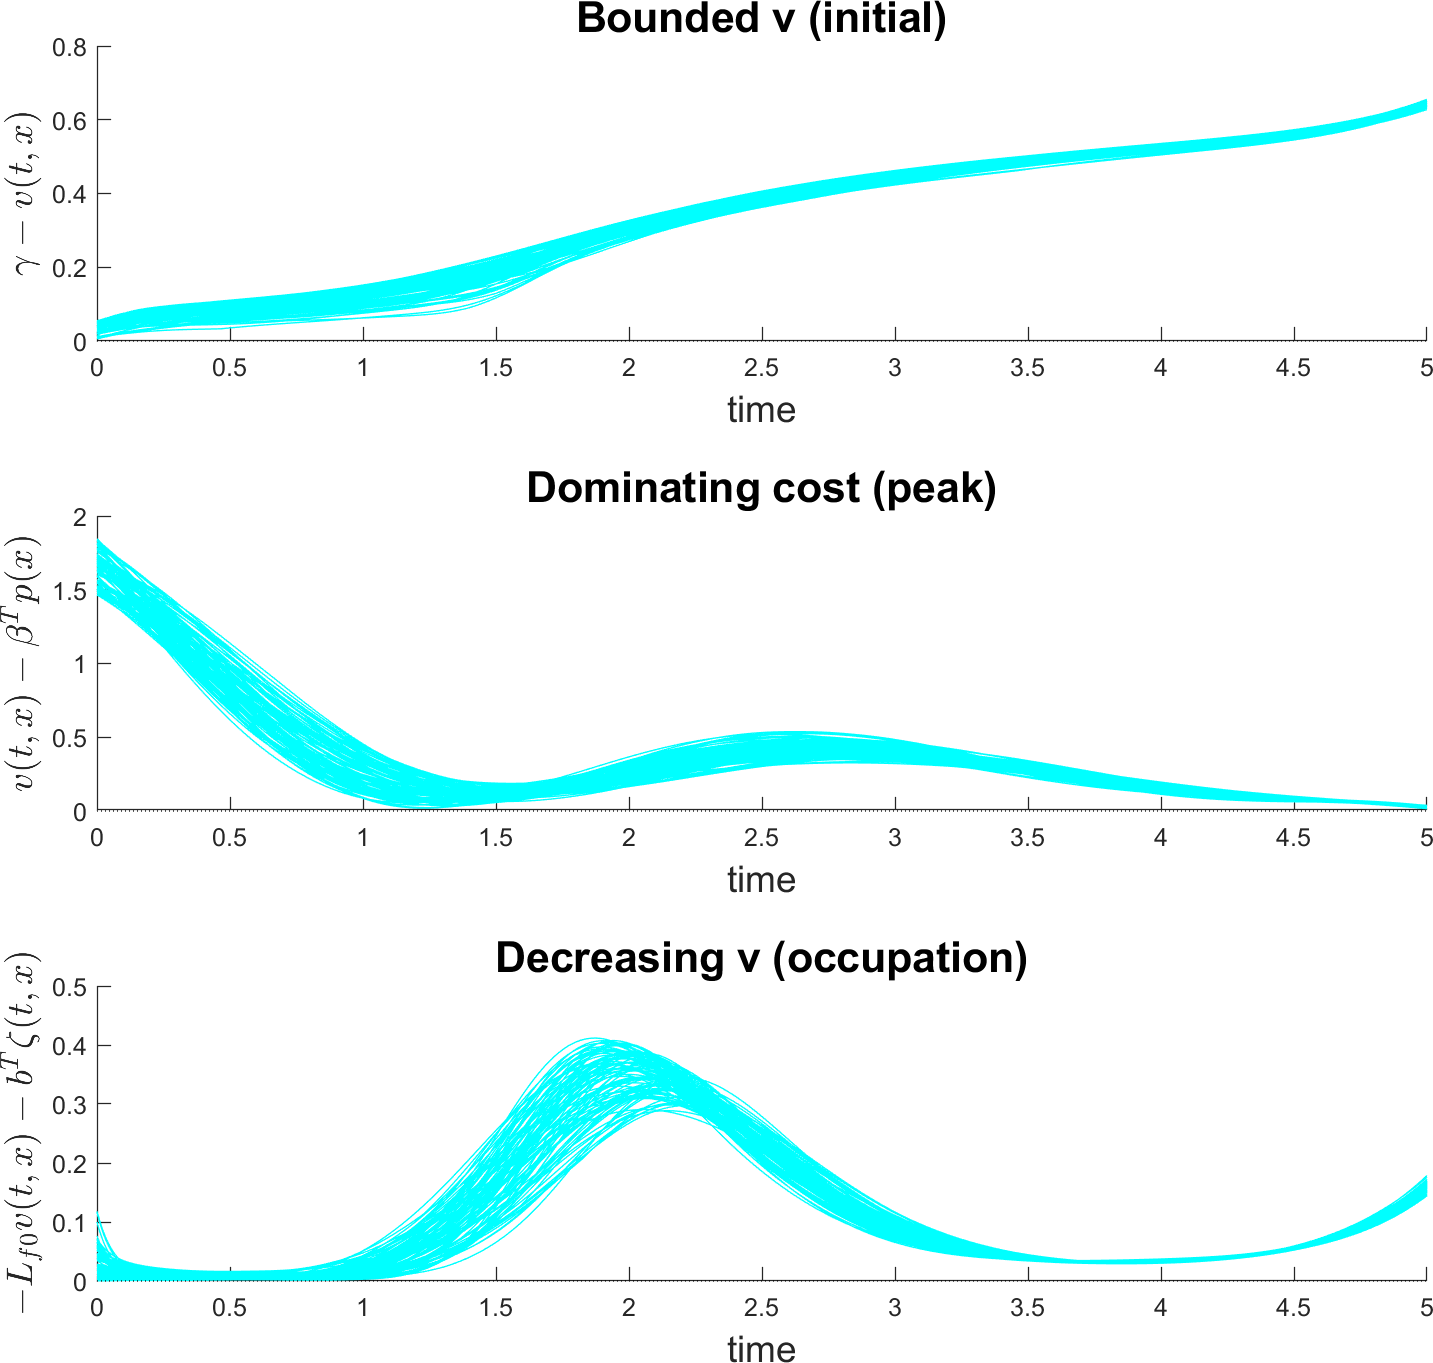 Bounded v (initial)
γ − v(t, x)
0.8
0.6
0.4
0.2
0
0 0.5 1 1.5 2 2.5 3 3.5 4 4.5 5
time
Dominating cost (peak)
v(t, x) − β^T p(x)
2
1.5
1
0.5
0
0 0.5 1 1.5 2 2.5 3 3.5 4 4.5 5
time
Decreasing v (occupation)
−L_{f0}v(t, x) − b^T ζ(t, x)
0.5
0.4
0.3
0.2
0.1
0
0 0.5 1 1.5 2 2.5 3 3.5 4 4.5 5
time